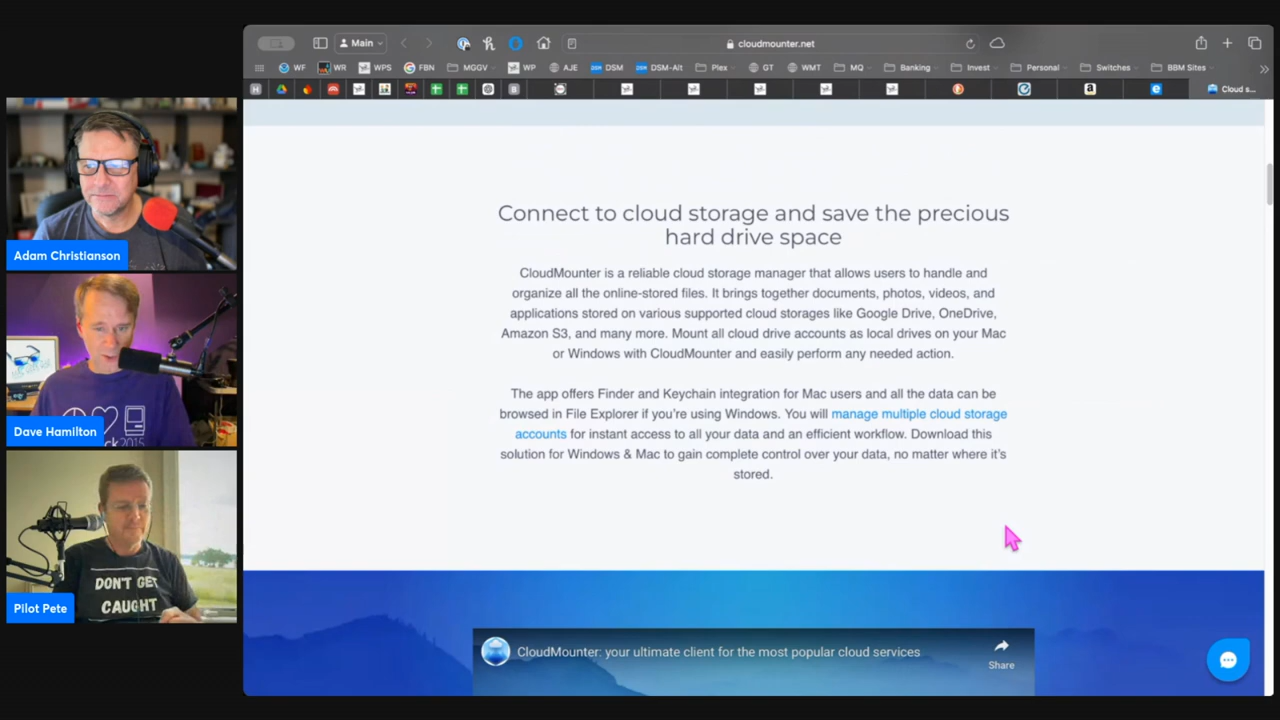 Main
cloudmounter.net
WF
WR
WPS
FBN
MGGV
WP
AJE
DSM
DSM-Alt
Plex
GT
WMT
MQ
Banking
Invest
Personal
Switches
BBM Sites
Cloud s...
Connect to cloud storage and save the precious
hard drive space
CloudMounter is a reliable cloud storage manager that allows users to handle and
organize all the online-stored files. It brings together documents, photos, videos, and
applications stored on various supported cloud storages like Google Drive, OneDrive,
Amazon S3, and many more. Mount all cloud drive accounts as local drives on your Mac
or Windows with CloudMounter and easily perform any needed action.
The app offers Finder and Keychain integration for Mac users and all the data can be
browsed in File Explorer if you're using Windows. You will manage multiple cloud storage
accounts for instant access to all your data and an efficient workflow. Download this
solution for Windows & Mac to gain complete control over your data, no matter where it's
stored.
CloudMounter: your ultimate client for the most popular cloud services
Share
Adam Christianson
2015
Dave Hamilton
DON'T GET
CAUGHT
Pilot Pete